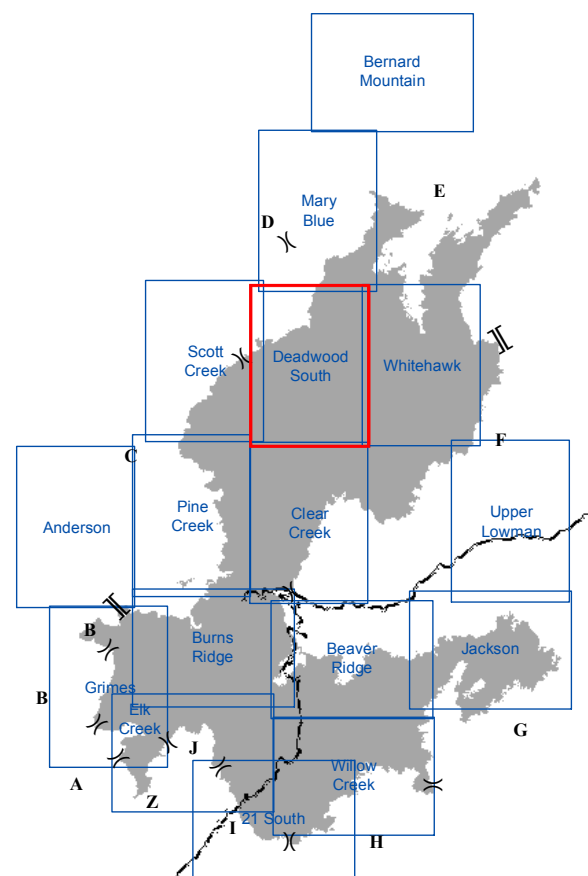 Bernard
Mountain
E
Mary
Blue
D
Scott
Creek
Deadwood
South
Whitehawk
F
C
Anderson
Pine
Creek
Clear
Creek
Upper
Lowman
B
Burns
Ridge
Beaver
Ridge
Jackson
B
Grimes
Elk
Creek
G
J
A
Z
Willow
Creek
I
21 South
H